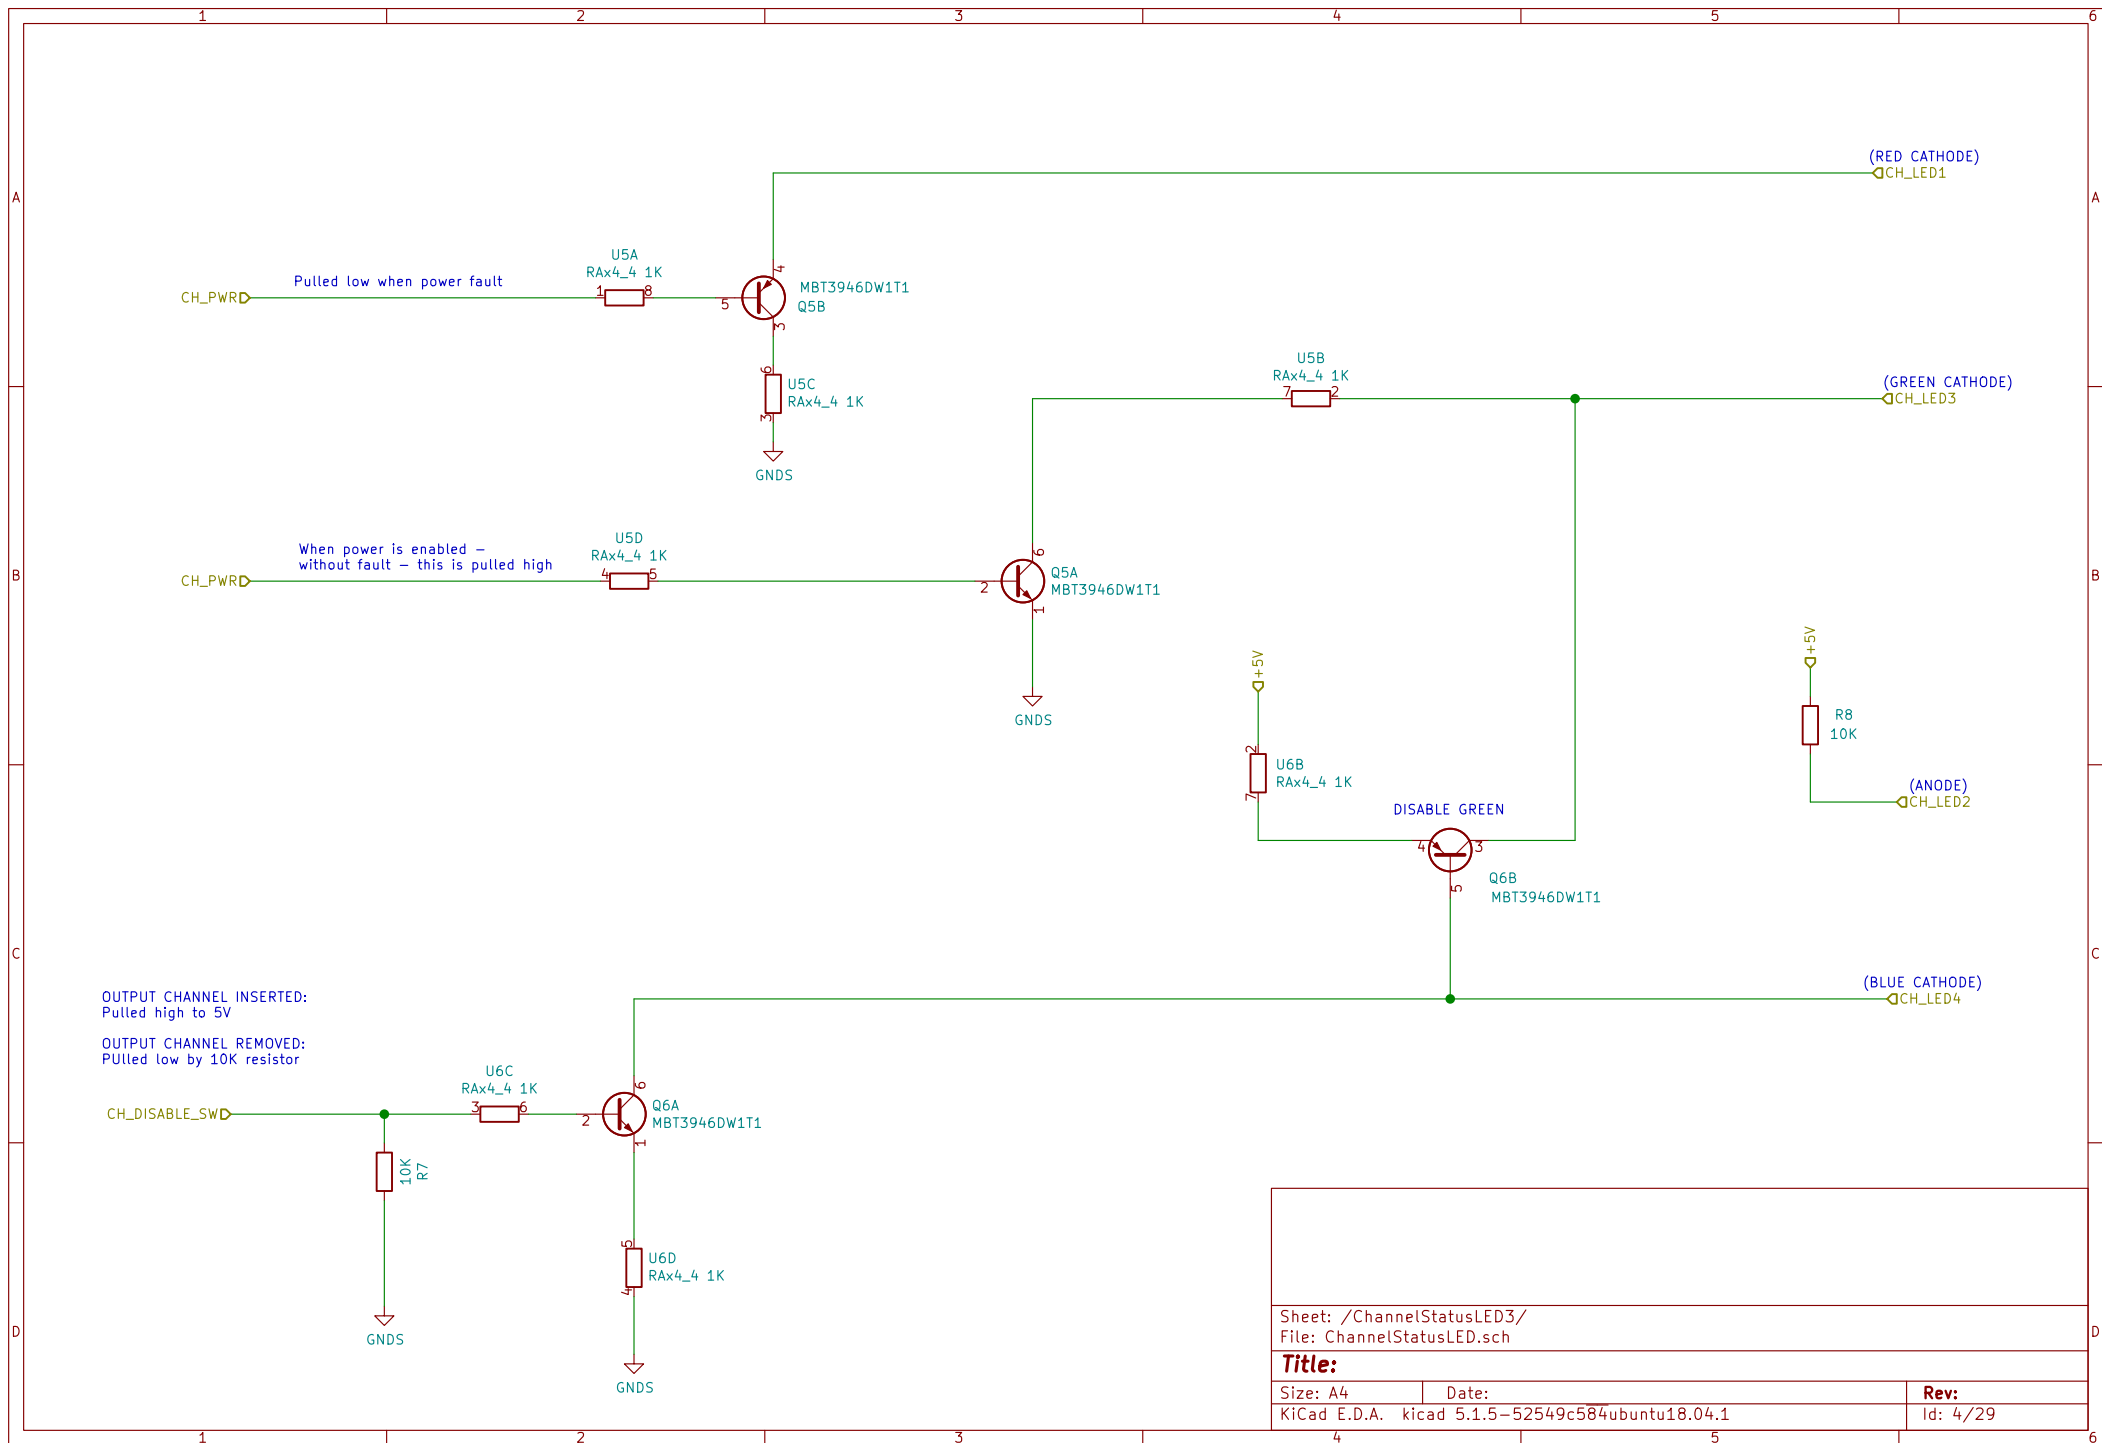 1 2 3 4 5 6
A
B
C
D
A
B
C
D
(RED CATHODE)
CH_LED1
U5A
RAx4_4 1K
Pulled low when power fault
CH_PWR
1 8
5
4
3
MBT3946DW1T1
Q5B
6
3
U5C
RAx4_4 1K
GNDS
U5B
RAx4_4 1K
7 2
(GREEN CATHODE)
CH_LED3
When power is enabled –
without fault – this is pulled high
CH_PWR
U5D
RAx4_4 1K
4 5
2
6
1
Q5A
MBT3946DW1T1
GNDS
+5V
2
7
U6B
RAx4_4 1K
DISABLE GREEN
4 3
5
Q6B
MBT3946DW1T1
+5V
R8
10K
(ANODE)
CH_LED2
(BLUE CATHODE)
CH_LED4
OUTPUT CHANNEL INSERTED:
Pulled high to 5V
OUTPUT CHANNEL REMOVED:
PUlled low by 10K resistor
CH_DISABLE_SW
U6C
RAx4_4 1K
3 6
2
6
1
Q6A
MBT3946DW1T1
10K
R7
GNDS
5
4
U6D
RAx4_4 1K
GNDS
Sheet: /ChannelStatusLED3/
File: ChannelStatusLED.sch
Title:
Size: A4 Date: Rev:
KiCad E.D.A. kicad 5.1.5-52549c584ubuntu18.04.1 Id: 4/29
1 2 3 4 5 6